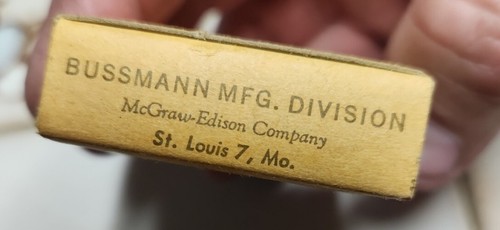 BUSSMANN MFG. DIVISION
McGraw-Edison Company
St. Louis 7, Mo.